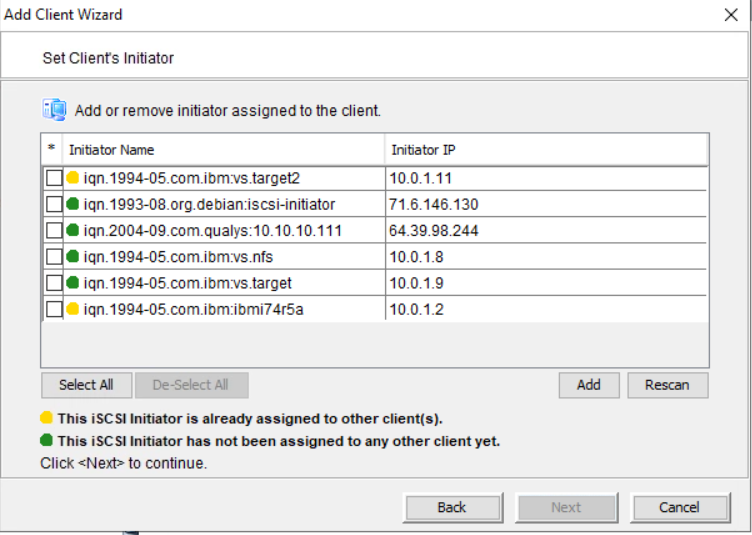 Add Client Wizard
Set Client's Initiator
Add or remove initiator assigned to the client.
* Initiator Name Initiator IP
iqn.1994-05.com.ibm:vs.target2 10.0.1.11
iqn.1993-08.org.debian:iscsi-initiator 71.6.146.130
iqn.2004-09.com.qualys:10.10.10.111 64.39.98.244
iqn.1994-05.com.ibm:vs.nfs 10.0.1.8
iqn.1994-05.com.ibm:vs.target 10.0.1.9
iqn.1994-05.com.ibm:ibmi74r5a 10.0.1.2
Select All De-Select All Add Rescan
This iSCSI Initiator is already assigned to other client(s).
This iSCSI Initiator has not been assigned to any other client yet.
Click <Next> to continue.
Back Next Cancel